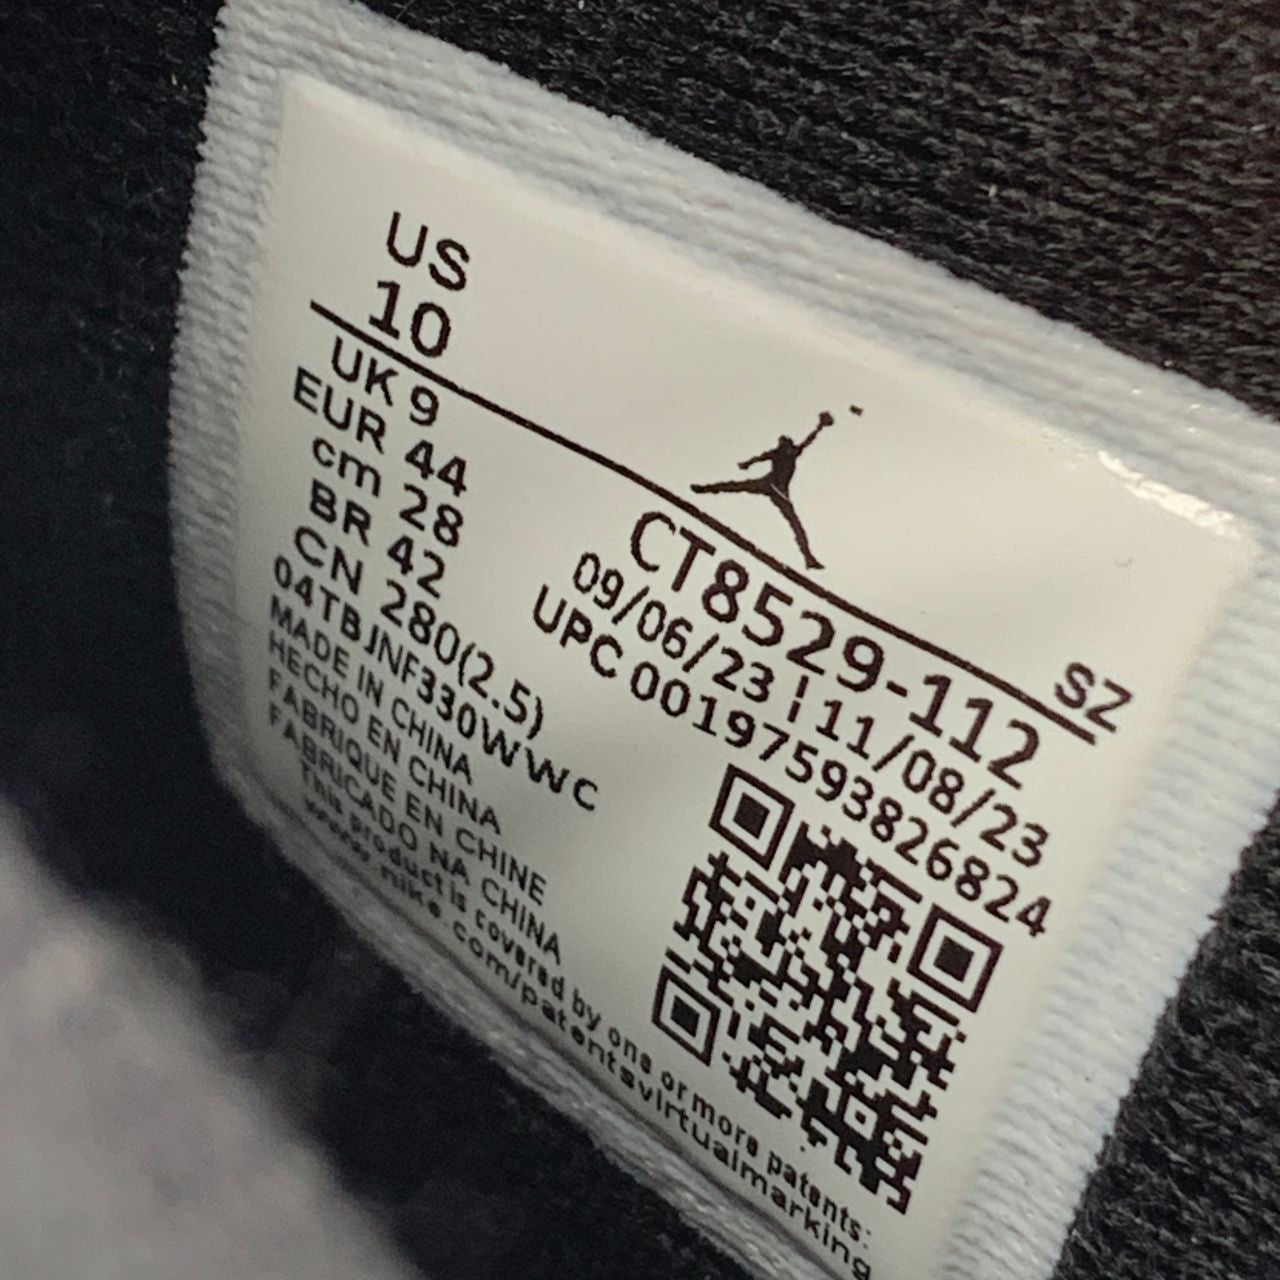 US
10
SZ
UK 9
EUR 44
cm 28
BR 42
CN 280(2.5)
04TBJNF330WWC
MADE IN CHINA
HECHO EN CHINA
FABRIQUE EN CHINE
FABRICADO NA CHINA
This product is covered by one or more patents:
www.nike.com/patentsvirtualmarking
CT8529-112
09/06/23 | 11/08/23
UPC 00197593826824